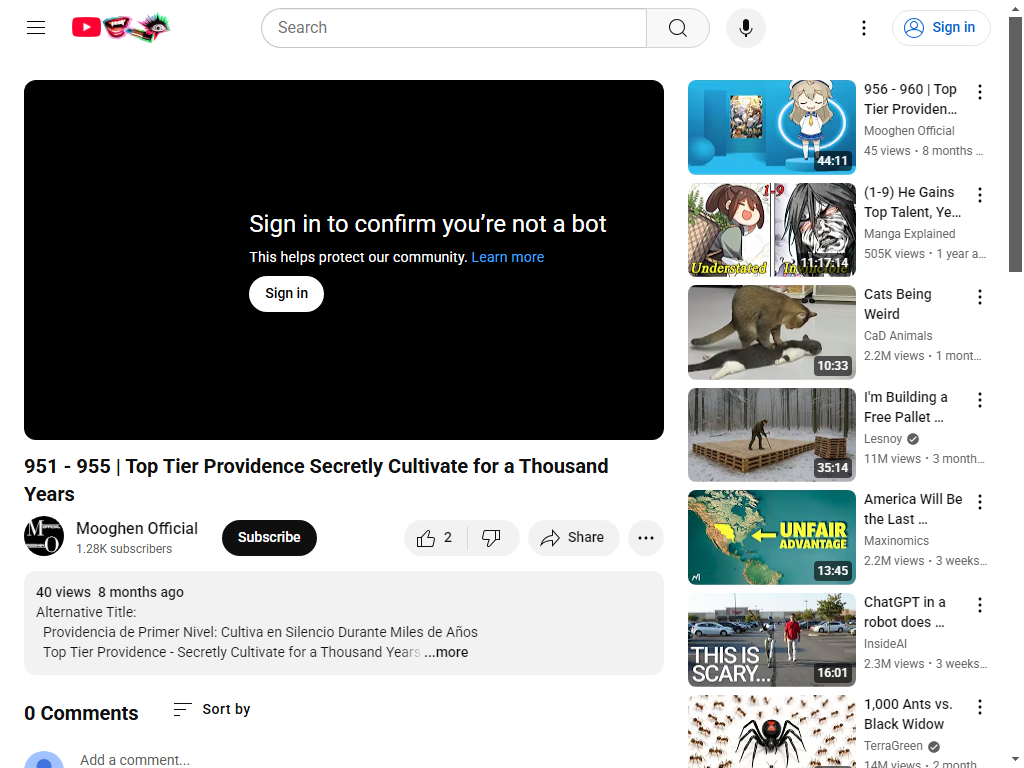 Search
Sign in
Sign in to confirm you’re not a bot
This helps protect our community. Learn more
Sign in
951 - 955 | Top Tier Providence Secretly Cultivate for a Thousand
Years
Mooghen Official
1.28K subscribers
Subscribe
2
Share
40 views 8 months ago
Alternative Title:
Providencia de Primer Nivel: Cultiva en Silencio Durante Miles de Años
Top Tier Providence - Secretly Cultivate for a Thousand Years ...more
0 Comments
Sort by
Add a comment...
44:11
956 - 960 | Top
Tier Providen...
Mooghen Official
45 views • 8 months ...
1-9
Understated
Invincible
11:17:14
(1-9) He Gains
Top Talent, Ye...
Manga Explained
505K views • 1 year a...
10:33
Cats Being
Weird
CaD Animals
2.2M views • 1 mont...
35:14
I'm Building a
Free Pallet ...
Lesnoy
11M views • 3 month...
UNFAIR
ADVANTAGE
13:45
America Will Be
the Last ...
Maxinomics
2.2M views • 3 weeks...
THIS IS
SCARY...
16:01
ChatGPT in a
robot does ...
InsideAI
2.3M views • 3 weeks...
1,000 Ants vs.
Black Widow
TerraGreen
14M views • 2 month...